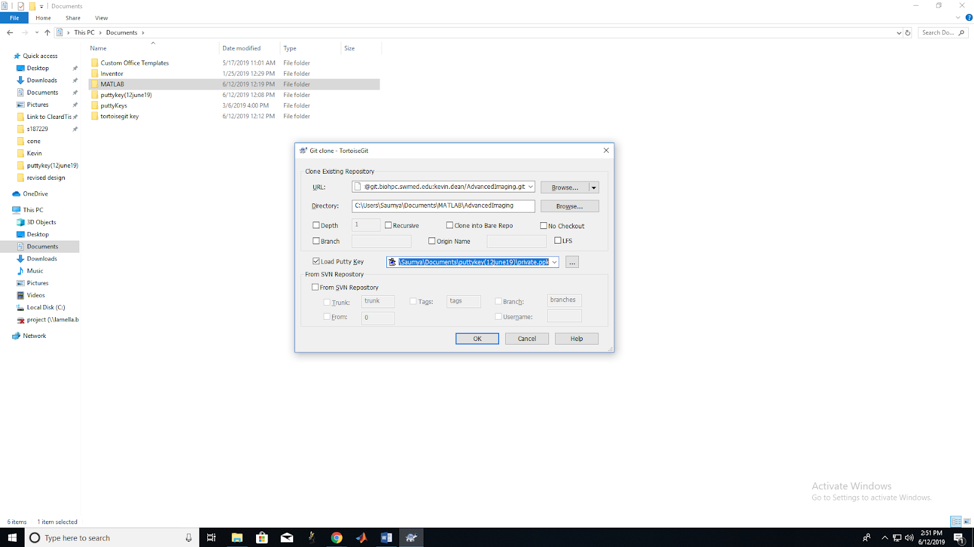 Documents
File Home Share View
This PC > Documents >
Search Do...
Name Date modified Type Size
Quick access
Desktop
Downloads
Documents
Pictures
Link to CleardTis
s187229
cone
Kevin
puttykey(12june19)
revised design
OneDrive
This PC
3D Objects
Desktop
Documents
Downloads
Music
Pictures
Videos
Local Disk (C:)
project (\\lamella.b
Network
Custom Office Templates 5/17/2019 11:01 AM File folder
Inventor 1/25/2019 12:29 PM File folder
MATLAB 6/12/2019 12:19 PM File folder
puttykey(12june19) 6/12/2019 12:08 PM File folder
puttyKeys 3/6/2019 4:00 PM File folder
tortoisegit key 6/12/2019 12:12 PM File folder
Git clone - TortoiseGit
Clone Existing Repository
URL: @git.biohpc.swmed.edu:kevin.dean/AdvancedImaging.git Browse...
Directory: C:\Users\Saumya\Documents\MATLAB\AdvancedImaging Browse...
Depth 1 Recursive Clone into Bare Repo No Checkout
Branch Origin Name LFS
Load Putty Key \Saumya\Documents\puttykey(12june19)\private.ppk ...
From SVN Repository
From SVN Repository
Trunk: trunk Tags: tags Branch: branches
From: 0 Username:
OK Cancel Help
Activate Windows
Go to Settings to activate Windows.
6 items 1 item selected
Type here to search
2:51 PM
6/12/2019